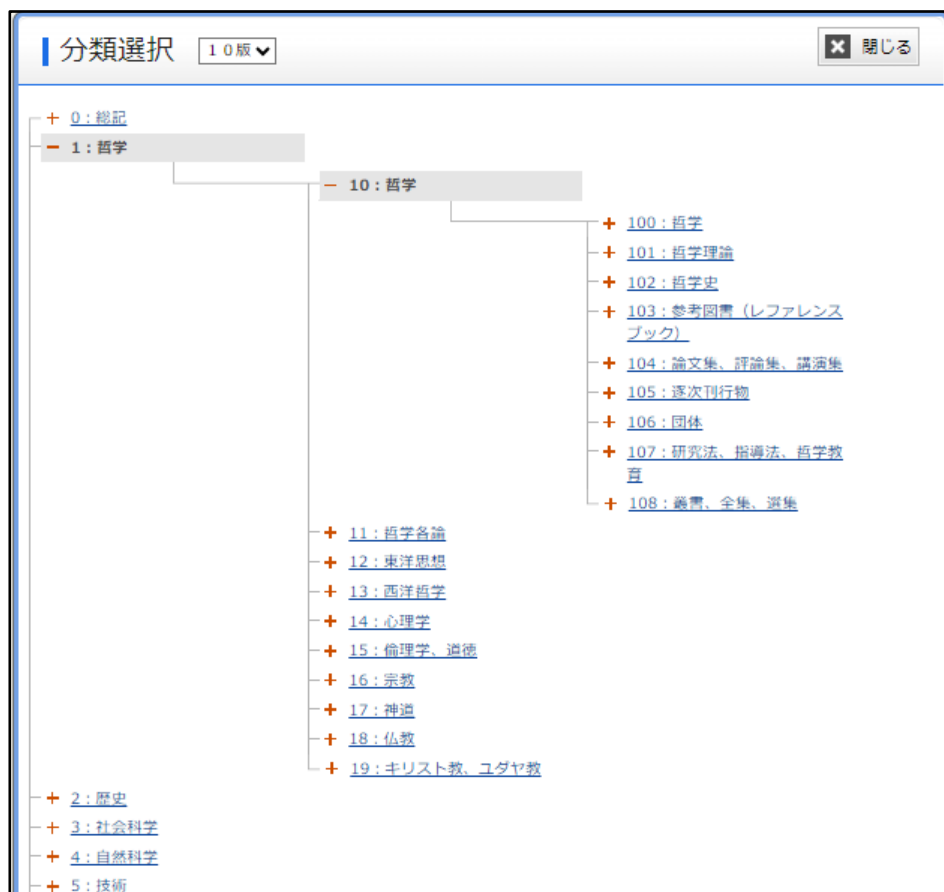 分類選択 10版 閉じる
0：総記
1：哲学
10：哲学
100：哲学
101：哲学理論
102：哲学史
103：参考図書（レファレンス
ブック）
104：論文集、評論集、講演集
105：逐次刊行物
106：団体
107：研究法、指導法、哲学教
育
108：叢書、全集、選集
11：哲学各論
12：東洋思想
13：西洋哲学
14：心理学
15：倫理学、道徳
16：宗教
17：神道
18：仏教
19：キリスト教、ユダヤ教
2：歴史
3：社会科学
4：自然科学
5：技術